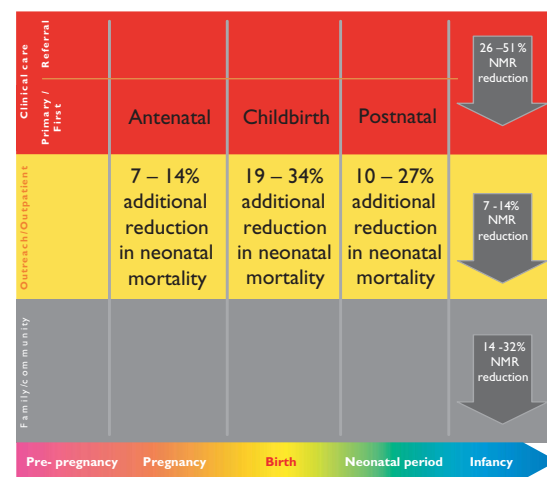 Clinical care
Referral
Primary /
First
Antenatal
Childbirth
Postnatal
26 –51%
NMR
reduction
Outreach/Outpatient
7 – 14%
additional
reduction
in neonatal
mortality
19 – 34%
additional
reduction
in neonatal
mortality
10 – 27%
additional
reduction
in neonatal
mortality
7 -14%
NMR
reduction
Family/community
14 -32%
NMR
reduction
Pre- pregnancy
Pregnancy
Birth
Neonatal period
Infancy